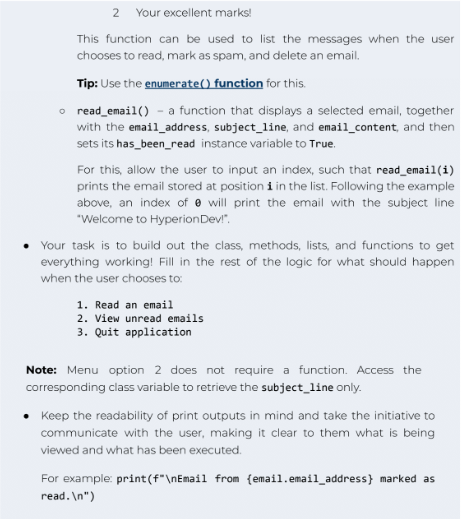 2 Your excellent marks!
This function can be used to list the messages when the user
chooses to read, mark as spam, and delete an email.
Tip: Use the enumerate() function for this.
○ read_email() – a function that displays a selected email, together
with the email_address, subject_line, and email_content, and then
sets its has_been_read instance variable to True.
For this, allow the user to input an index, such that read_email(i)
prints the email stored at position i in the list. Following the example
above, an index of 0 will print the email with the subject line
"Welcome to HyperionDev!".
● Your task is to build out the class, methods, lists, and functions to get
everything working! Fill in the rest of the logic for what should happen
when the user chooses to:
1. Read an email
2. View unread emails
3. Quit application
Note: Menu option 2 does not require a function. Access the
corresponding class variable to retrieve the subject_line only.
● Keep the readability of print outputs in mind and take the initiative to
communicate with the user, making it clear to them what is being
viewed and what has been executed.
For example: print(f"\nEmail from {email.email_address} marked as
read.\n")